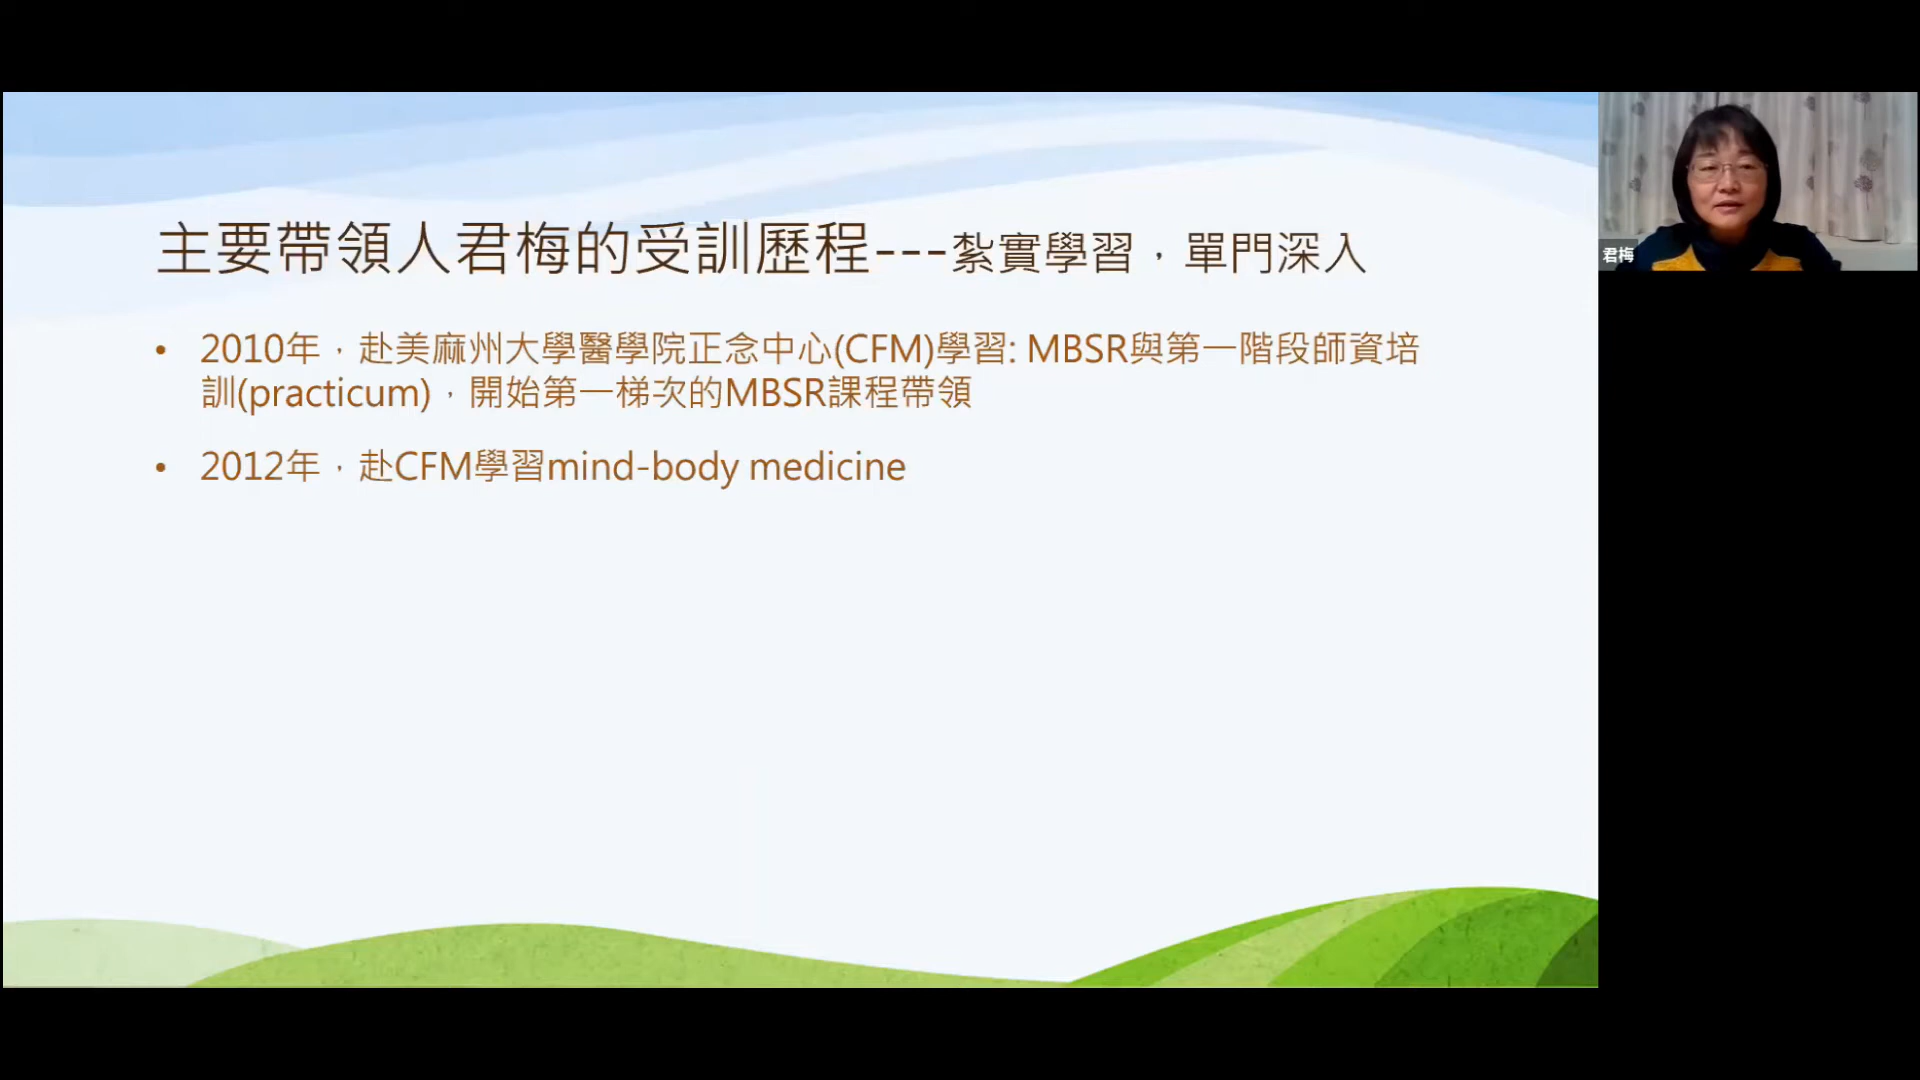 主要帶領人君梅的受訓歷程---紮實學習，單門深入
• 2010年，赴美麻州大學醫學院正念中心(CFM)學習: MBSR與第一階段師資培
訓(practicum)，開始第一梯次的MBSR課程帶領
• 2012年，赴CFM學習mind-body medicine
君梅